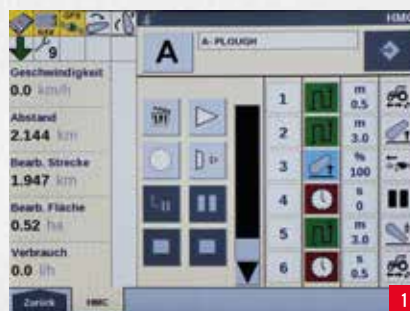 HMC
9
A
A- PLOUGH
Geschwindigkeit
0.0 km/h
Abstand
2.144 km
Bearb. Strecke
1.947 km
Bearb. Fläche
0.52 ha
Verbrauch
0.0 l/h
1 m 0.5
2 m 3.0
3 % 100
4 s 0
5 m 3.0
6 s 0.5
Zurück HMC
1